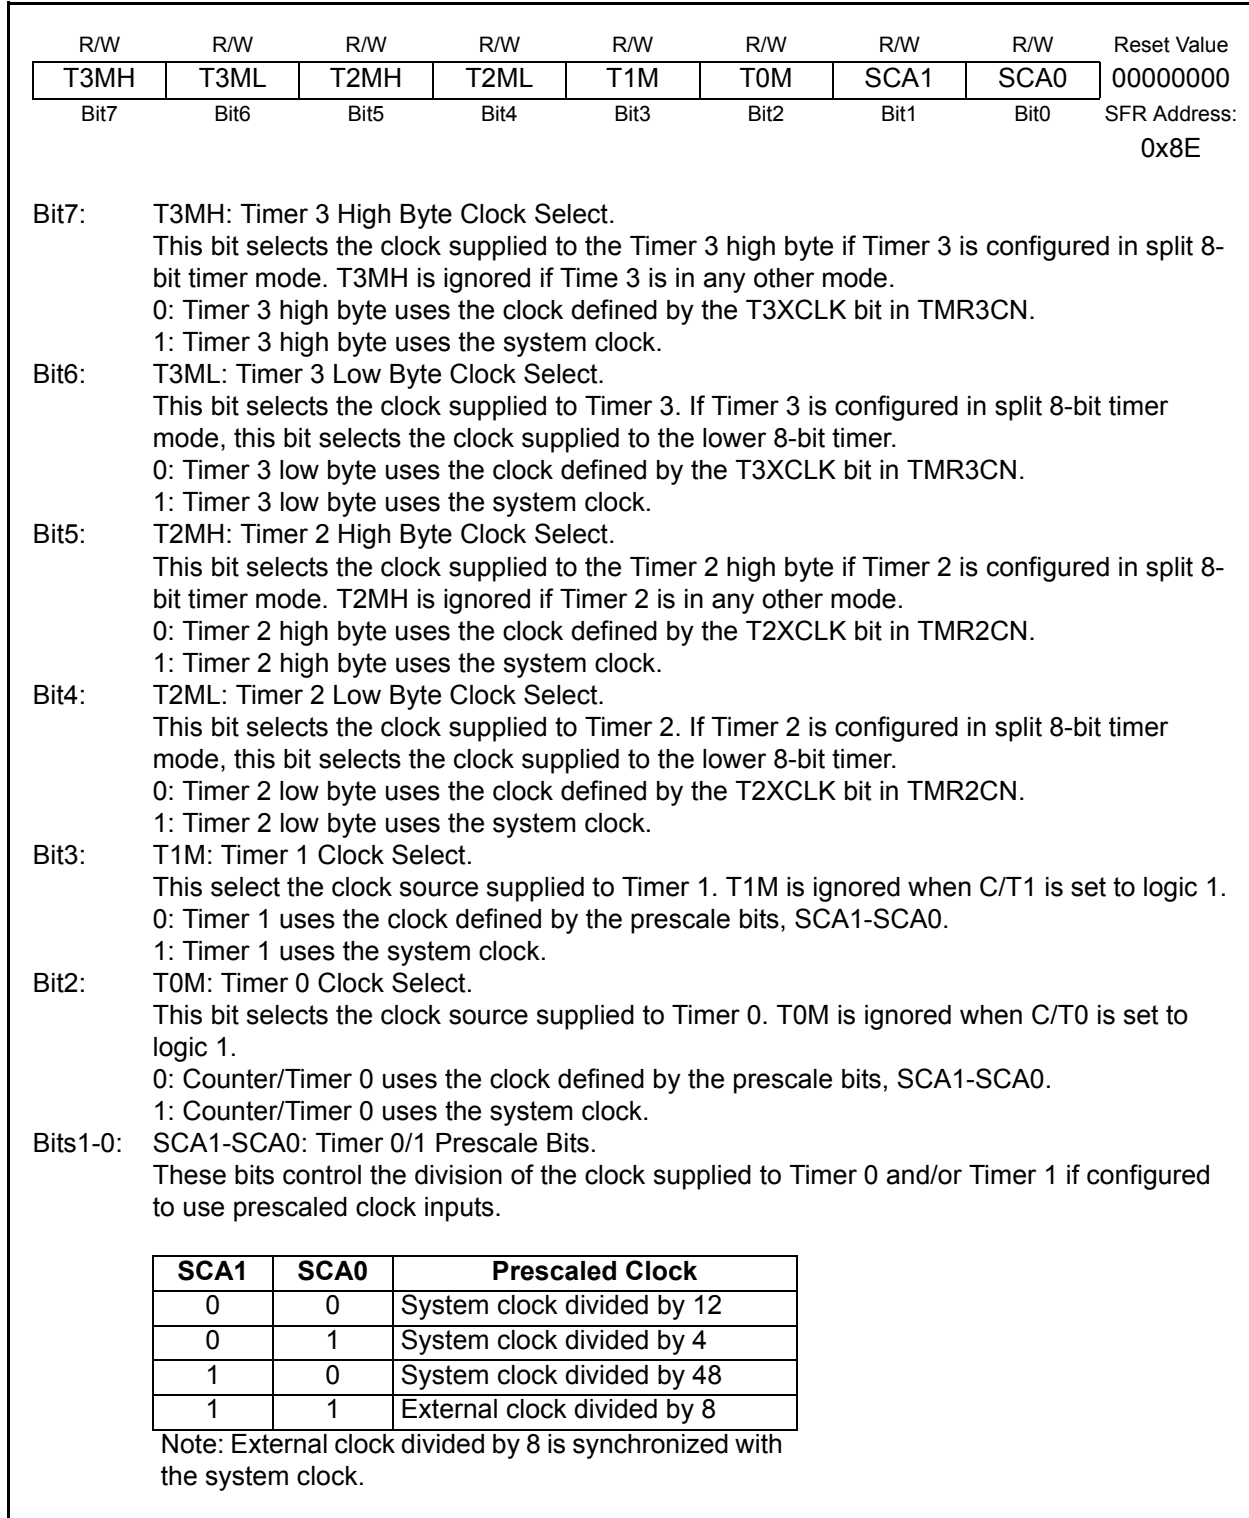 R/W R/W R/W R/W R/W R/W R/W R/W Reset Value
T3MH T3ML T2MH T2ML T1M T0M SCA1 SCA0 00000000
Bit7 Bit6 Bit5 Bit4 Bit3 Bit2 Bit1 Bit0 SFR Address:
0x8E
Bit7: T3MH: Timer 3 High Byte Clock Select.
This bit selects the clock supplied to the Timer 3 high byte if Timer 3 is configured in split 8-
bit timer mode. T3MH is ignored if Time 3 is in any other mode.
0: Timer 3 high byte uses the clock defined by the T3XCLK bit in TMR3CN.
1: Timer 3 high byte uses the system clock.
Bit6: T3ML: Timer 3 Low Byte Clock Select.
This bit selects the clock supplied to Timer 3. If Timer 3 is configured in split 8-bit timer
mode, this bit selects the clock supplied to the lower 8-bit timer.
0: Timer 3 low byte uses the clock defined by the T3XCLK bit in TMR3CN.
1: Timer 3 low byte uses the system clock.
Bit5: T2MH: Timer 2 High Byte Clock Select.
This bit selects the clock supplied to the Timer 2 high byte if Timer 2 is configured in split 8-
bit timer mode. T2MH is ignored if Timer 2 is in any other mode.
0: Timer 2 high byte uses the clock defined by the T2XCLK bit in TMR2CN.
1: Timer 2 high byte uses the system clock.
Bit4: T2ML: Timer 2 Low Byte Clock Select.
This bit selects the clock supplied to Timer 2. If Timer 2 is configured in split 8-bit timer
mode, this bit selects the clock supplied to the lower 8-bit timer.
0: Timer 2 low byte uses the clock defined by the T2XCLK bit in TMR2CN.
1: Timer 2 low byte uses the system clock.
Bit3: T1M: Timer 1 Clock Select.
This select the clock source supplied to Timer 1. T1M is ignored when C/T1 is set to logic 1.
0: Timer 1 uses the clock defined by the prescale bits, SCA1-SCA0.
1: Timer 1 uses the system clock.
Bit2: T0M: Timer 0 Clock Select.
This bit selects the clock source supplied to Timer 0. T0M is ignored when C/T0 is set to
logic 1.
0: Counter/Timer 0 uses the clock defined by the prescale bits, SCA1-SCA0.
1: Counter/Timer 0 uses the system clock.
Bits1-0: SCA1-SCA0: Timer 0/1 Prescale Bits.
These bits control the division of the clock supplied to Timer 0 and/or Timer 1 if configured
to use prescaled clock inputs.
SCA1 SCA0 Prescaled Clock
0 0 System clock divided by 12
0 1 System clock divided by 4
1 0 System clock divided by 48
1 1 External clock divided by 8
Note: External clock divided by 8 is synchronized with
the system clock.